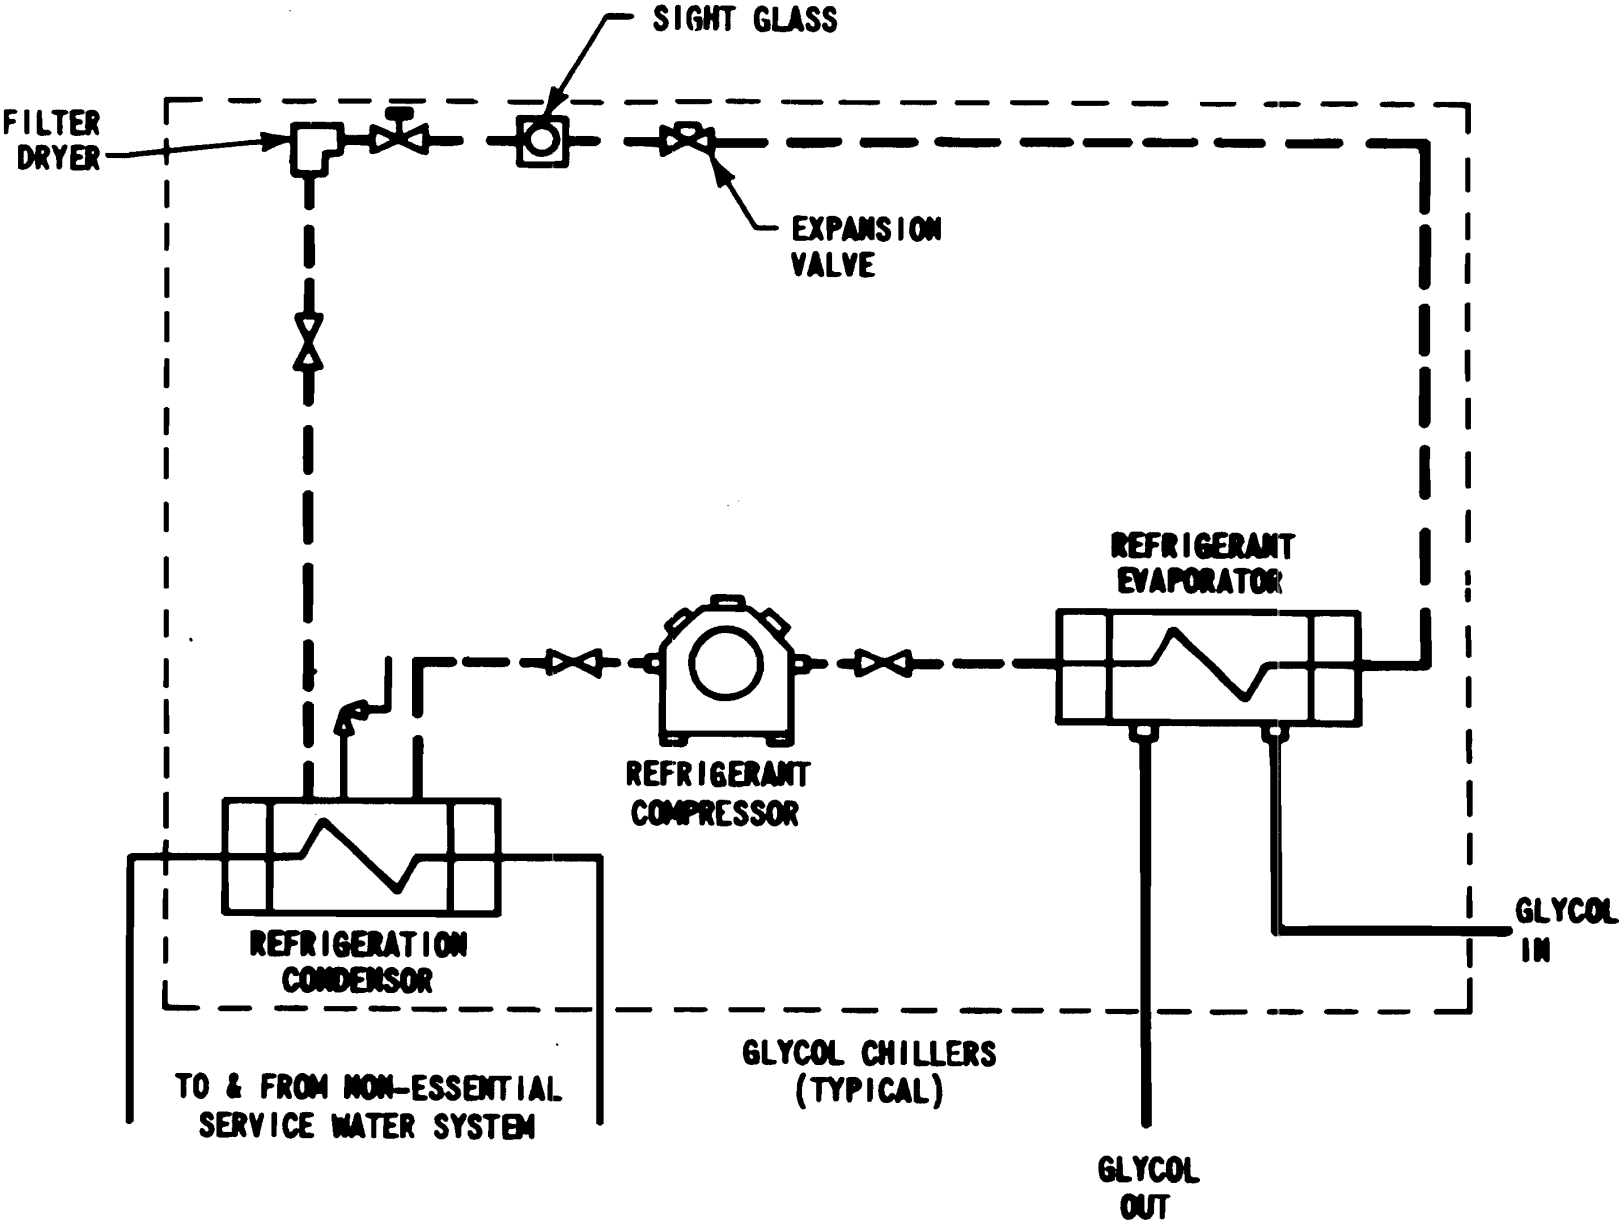 SIGHT GLASS
FILTER
DRYER
EXPANSION
VALVE
REFRIGERANT
EVAPORATOR
REFRIGERANT
COMPRESSOR
REFRIGERATION
CONDENSOR
GLYCOL
IN
GLYCOL CHILLERS
(TYPICAL)
TO & FROM NON-ESSENTIAL
SERVICE WATER SYSTEM
GLYCOL
OUT